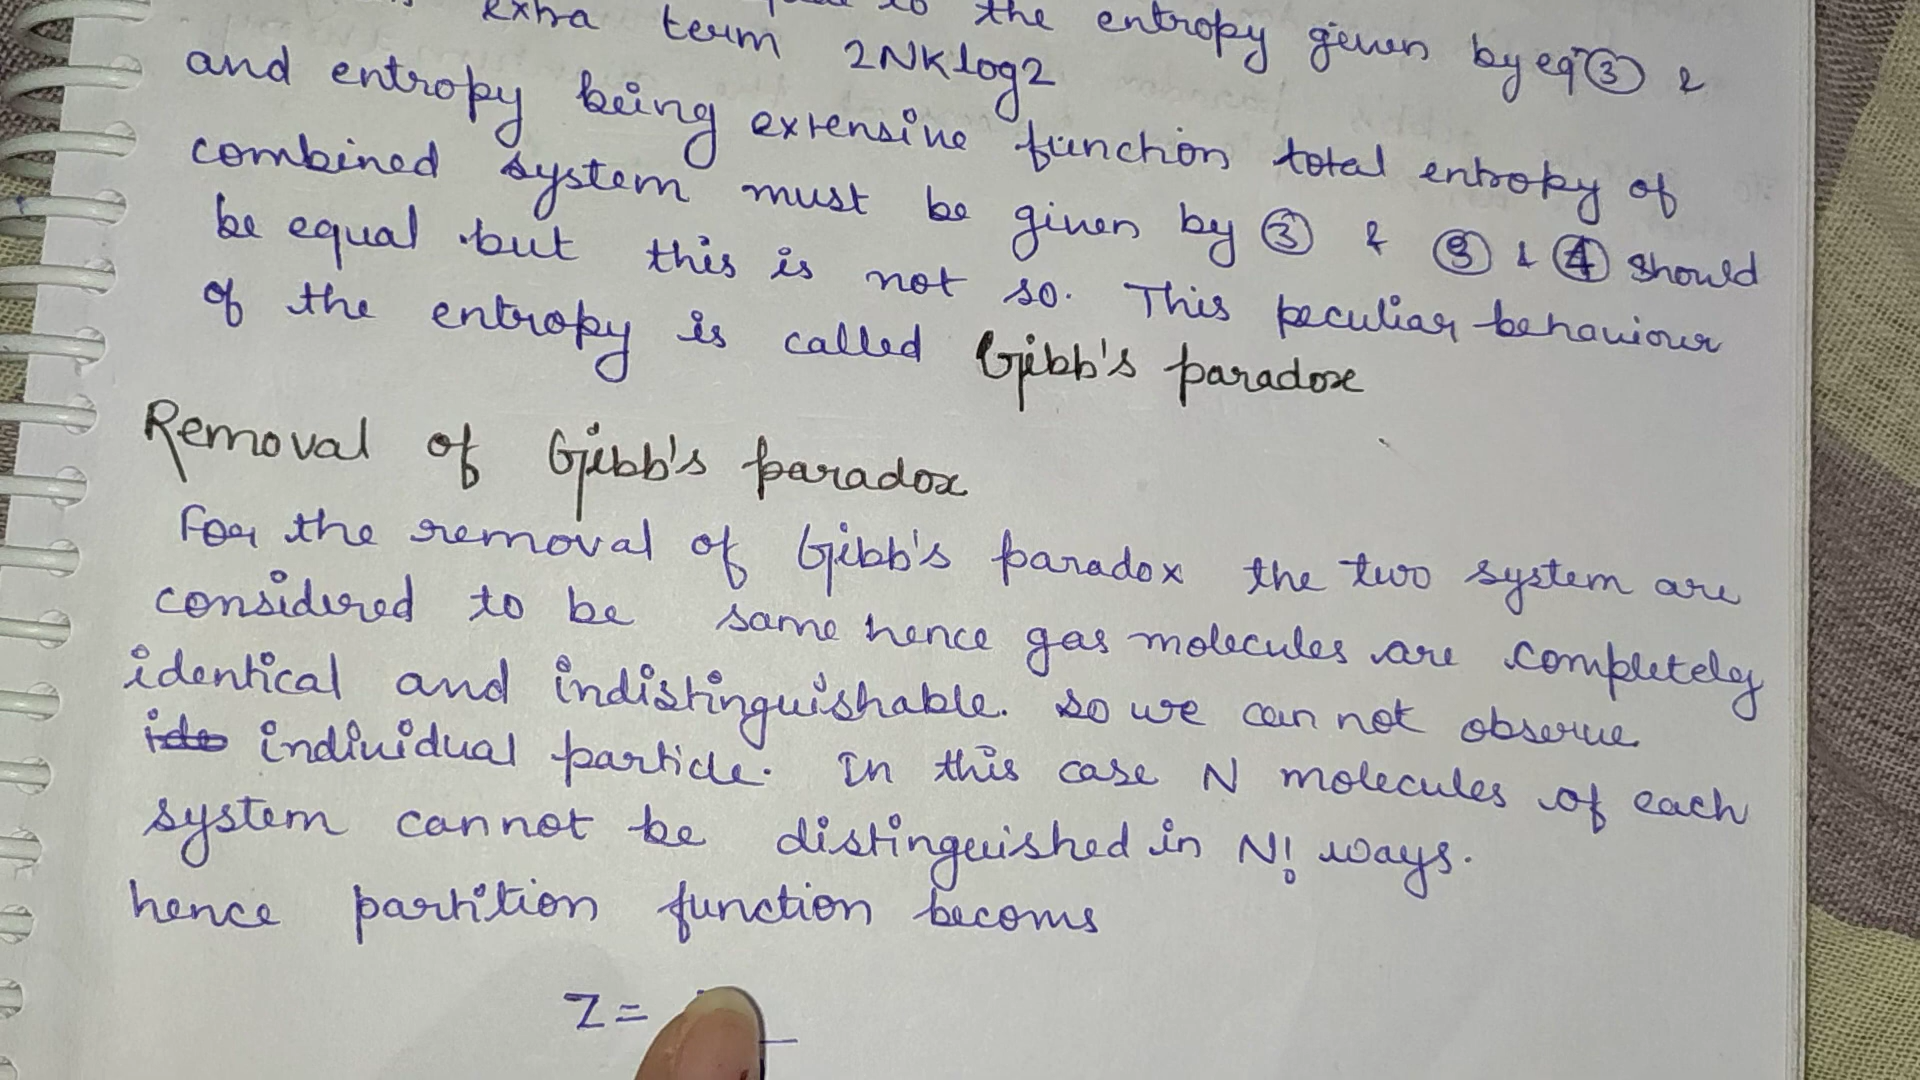 extra term to the entropy given by eqⁿ ③ &
2NKlog2
and entropy being extensive function total entropy of
combined system must be given by ③ & ③ & ④ should
be equal but this is not so. This peculiar behaviour
of the entropy is called Gibb's paradox
Removal of Gibb's paradox
For the removal of Gibb's paradox the two system are
considered to be same hence gas molecules are completely
identical and indistinguishable. So we can not observe
individual particle. In this case N molecules of each
system cannot be distinguished in N! ways.
hence partition function becoms
Z =